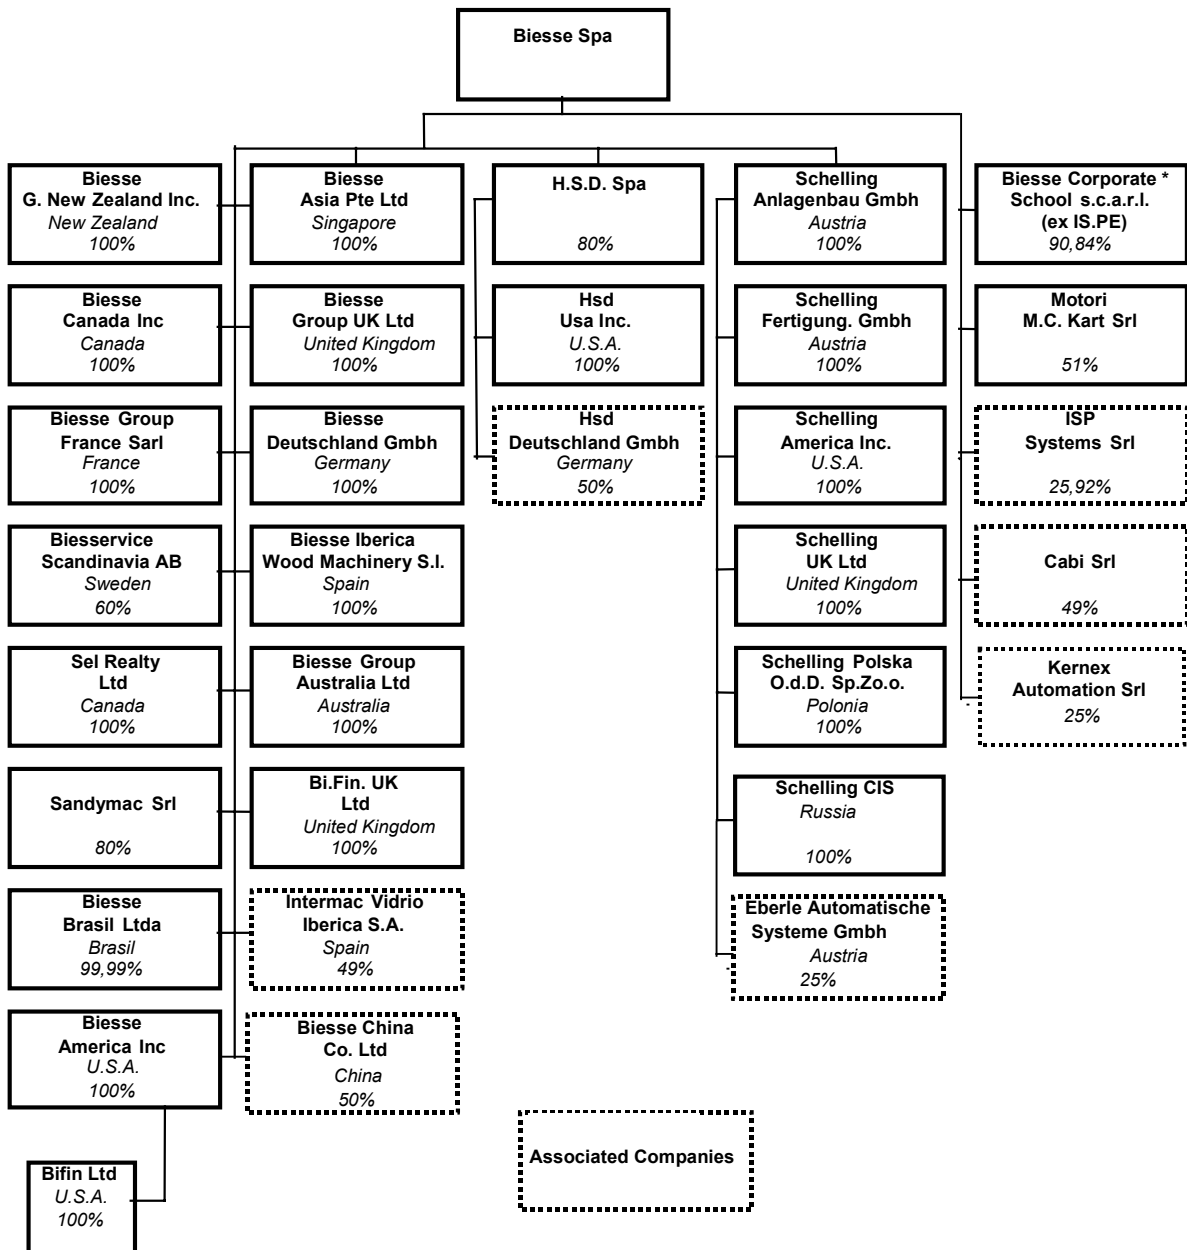 Biesse Spa
Biesse
G. New Zealand Inc.
New Zealand
100%
Biesse
Asia Pte Ltd
Singapore
100%
H.S.D. Spa
80%
Schelling
Anlagenbau Gmbh
Austria
100%
Biesse Corporate *
School s.c.a.r.l.
(ex IS.PE)
90,84%
Biesse
Canada Inc
Canada
100%
Biesse
Group UK Ltd
United Kingdom
100%
Hsd
Usa Inc.
U.S.A.
100%
Schelling
Fertigung. Gmbh
Austria
100%
Motori
M.C. Kart Srl
51%
Biesse Group
France Sarl
France
100%
Biesse
Deutschland Gmbh
Germany
100%
Hsd
Deutschland Gmbh
Germany
50%
Schelling
America Inc.
U.S.A.
100%
ISP
Systems Srl
25,92%
Biesservice
Scandinavia AB
Sweden
60%
Biesse Iberica
Wood Machinery S.l.
Spain
100%
Schelling
UK Ltd
United Kingdom
100%
Cabi Srl
49%
Sel Realty
Ltd
Canada
100%
Biesse Group
Australia Ltd
Australia
100%
Schelling Polska
O.d.D. Sp.Zo.o.
Polonia
100%
Kernex
Automation Srl
25%
Sandymac Srl
80%
Bi.Fin. UK
Ltd
United Kingdom
100%
Schelling CIS
Russia
100%
Biesse
Brasil Ltda
Brasil
99,99%
Intermac Vidrio
Iberica S.A.
Spain
49%
Eberle Automatische
Systeme Gmbh
Austria
25%
Biesse
America Inc
U.S.A.
100%
Biesse China
Co. Ltd
China
50%
Associated Companies
Bifin Ltd
U.S.A.
100%